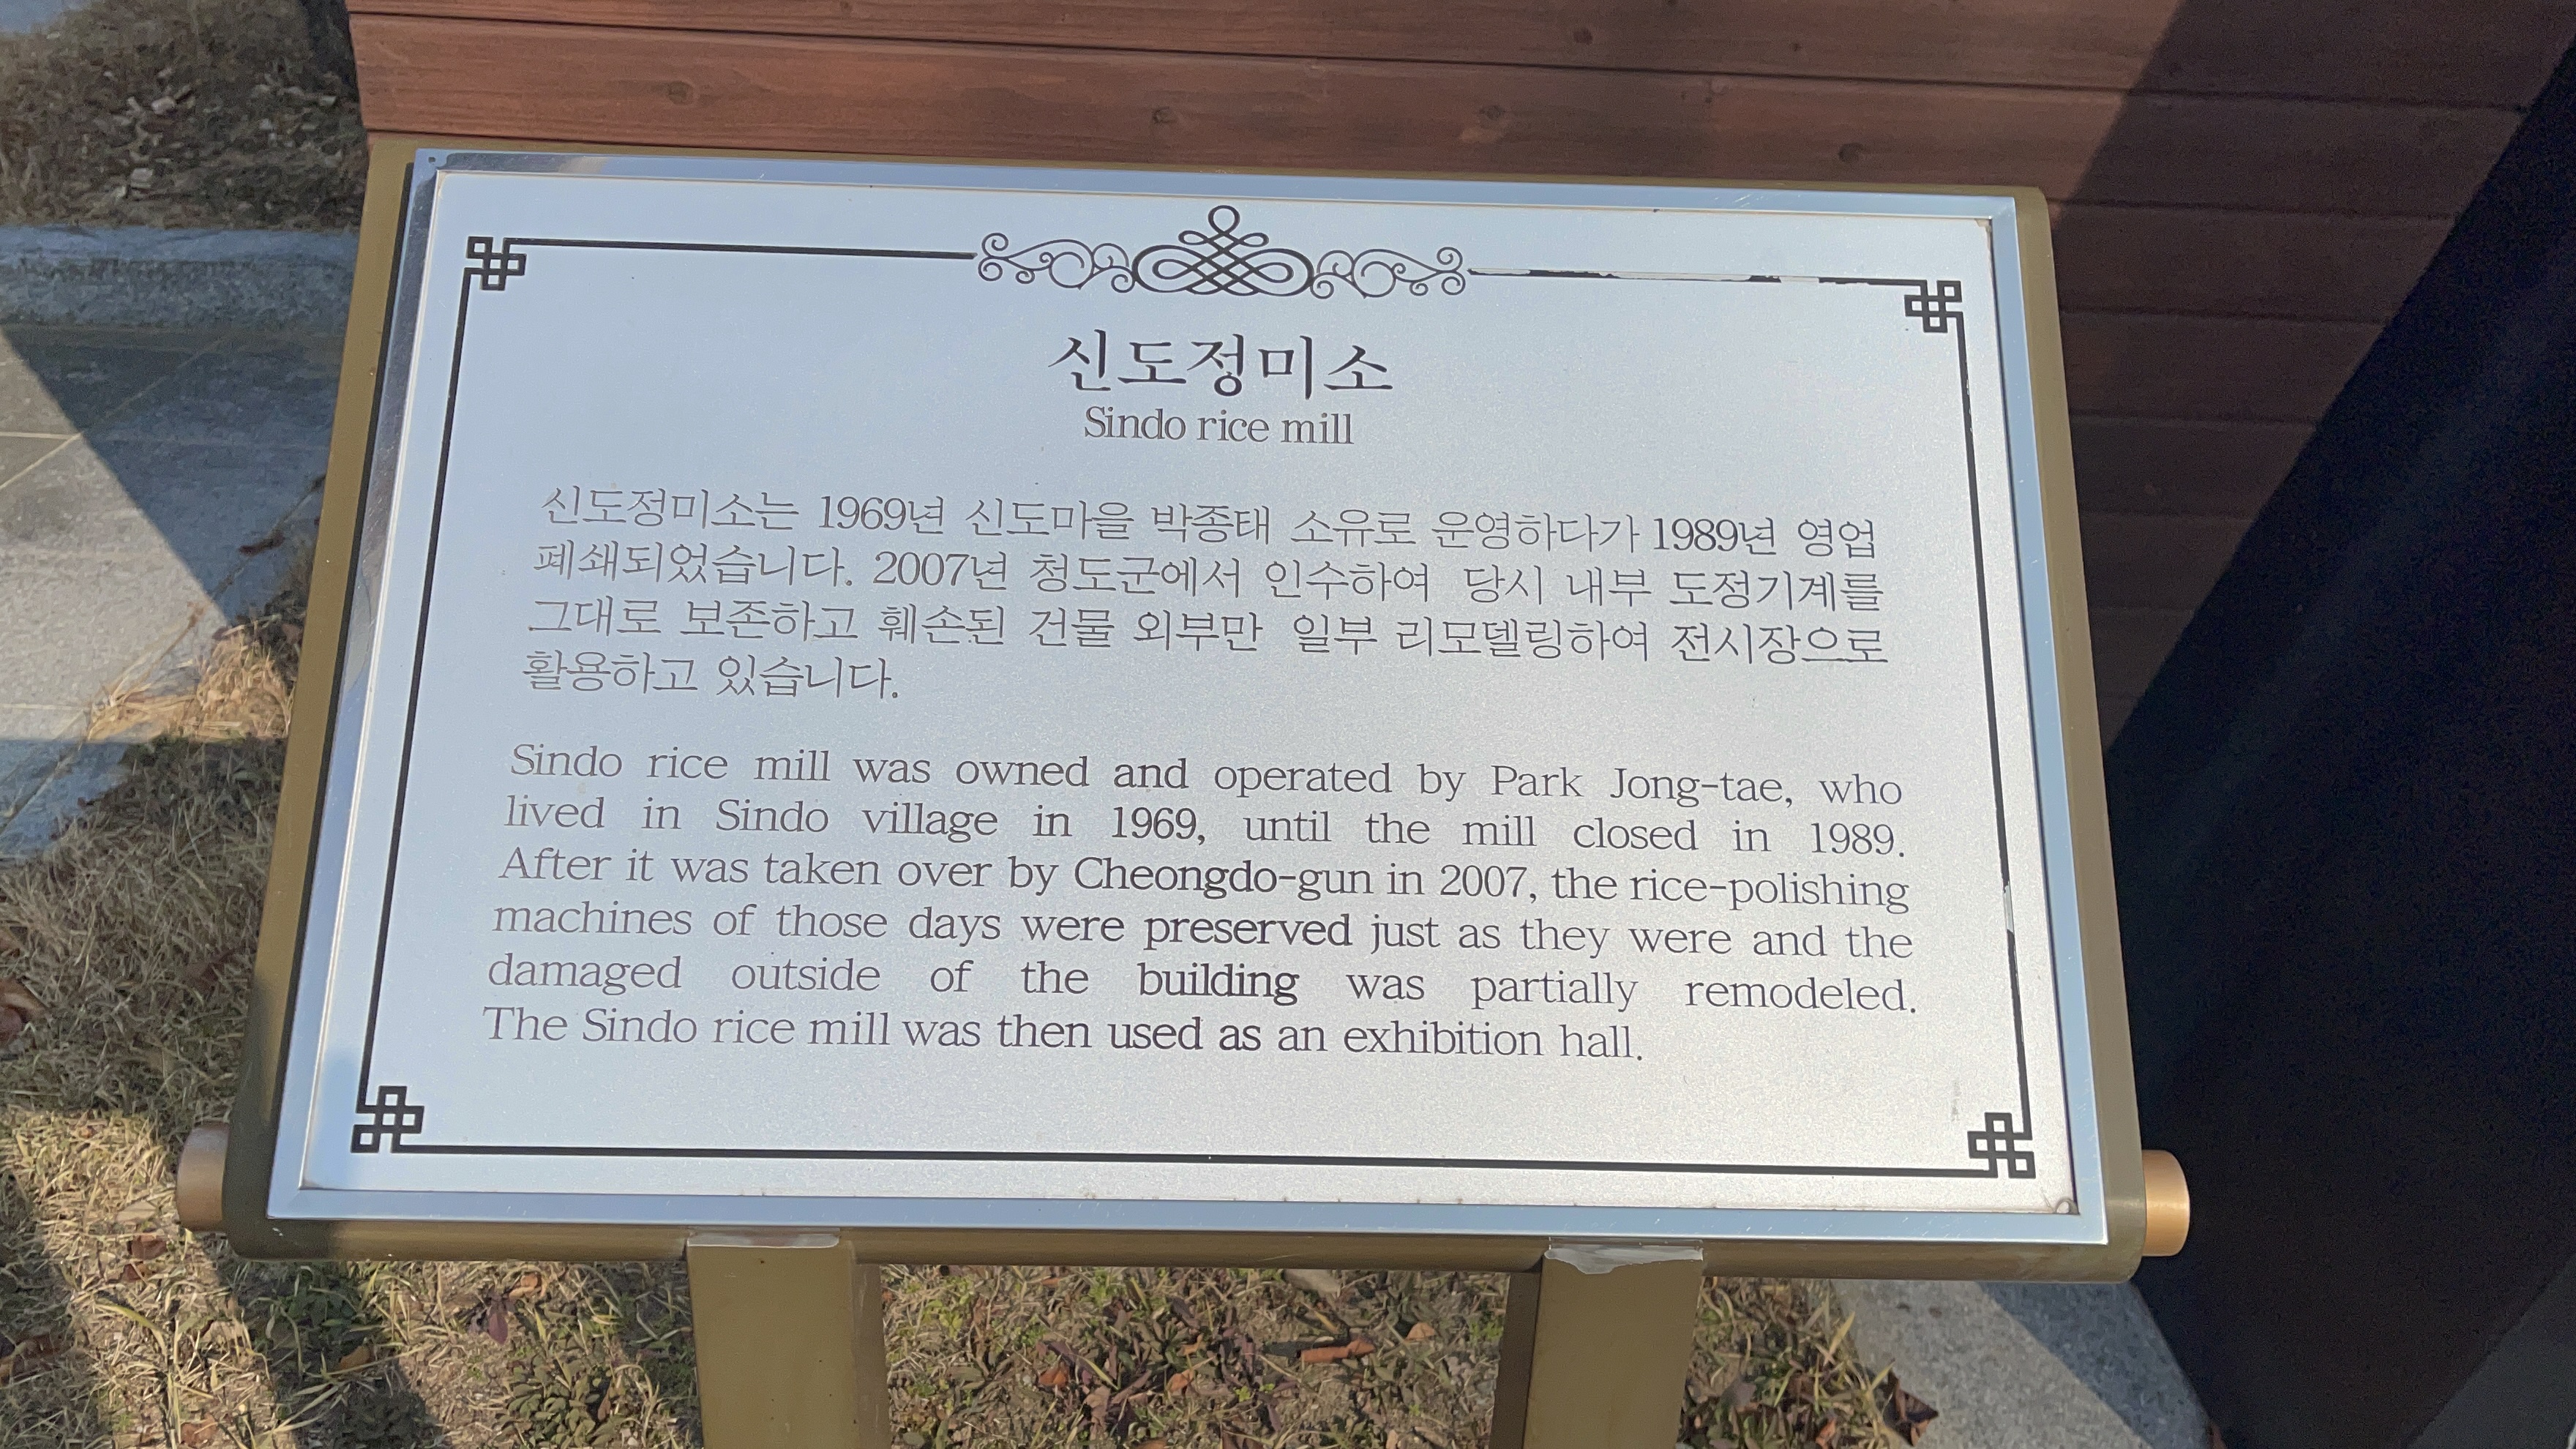 신도정미소
Sindo rice mill
신도정미소는 1969년 신도마을 박종태 소유로 운영하다가 1989년 영업
폐쇄되었습니다. 2007년 청도군에서 인수하여 당시 내부 도정기계를
그대로 보존하고 훼손된 건물 외부만 일부 리모델링하여 전시장으로
활용하고 있습니다.
Sindo rice mill was owned and operated by Park Jong-tae, who
lived in Sindo village in 1969, until the mill closed in 1989.
After it was taken over by Cheongdo-gun in 2007, the rice-polishing
machines of those days were preserved just as they were and the
damaged outside of the building was partially remodeled.
The Sindo rice mill was then used as an exhibition hall.